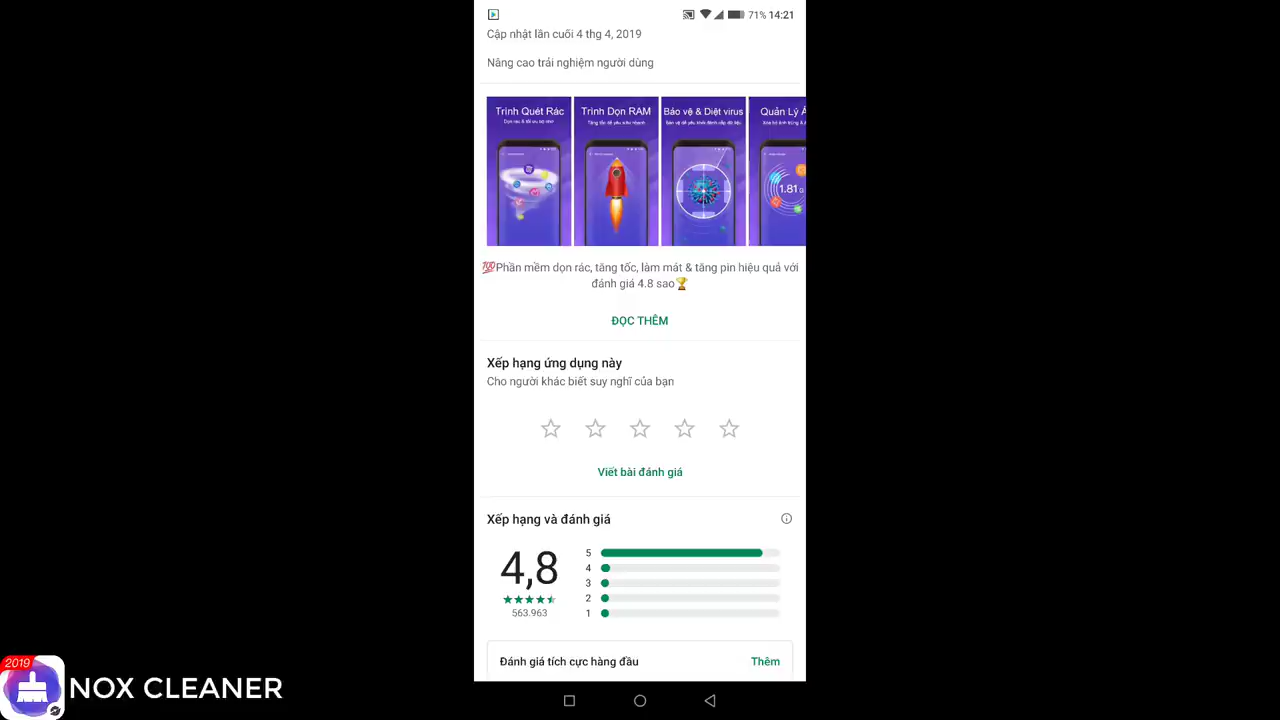 71% 14:21
Cập nhật lần cuối 4 thg 4, 2019
Nâng cao trải nghiệm người dùng
Trình Quét Rác
Trình Dọn RAM
Bảo vệ & Diệt virus
Quản Lý
1.81
💯Phần mềm dọn rác, tăng tốc, làm mát & tăng pin hiệu quả với
đánh giá 4.8 sao🏆
ĐỌC THÊM
Xếp hạng ứng dụng này
Cho người khác biết suy nghĩ của bạn
Viết bài đánh giá
Xếp hạng và đánh giá
4,8
563.963
5
4
3
2
1
Đánh giá tích cực hàng đầu
Thêm
2019
NOX CLEANER